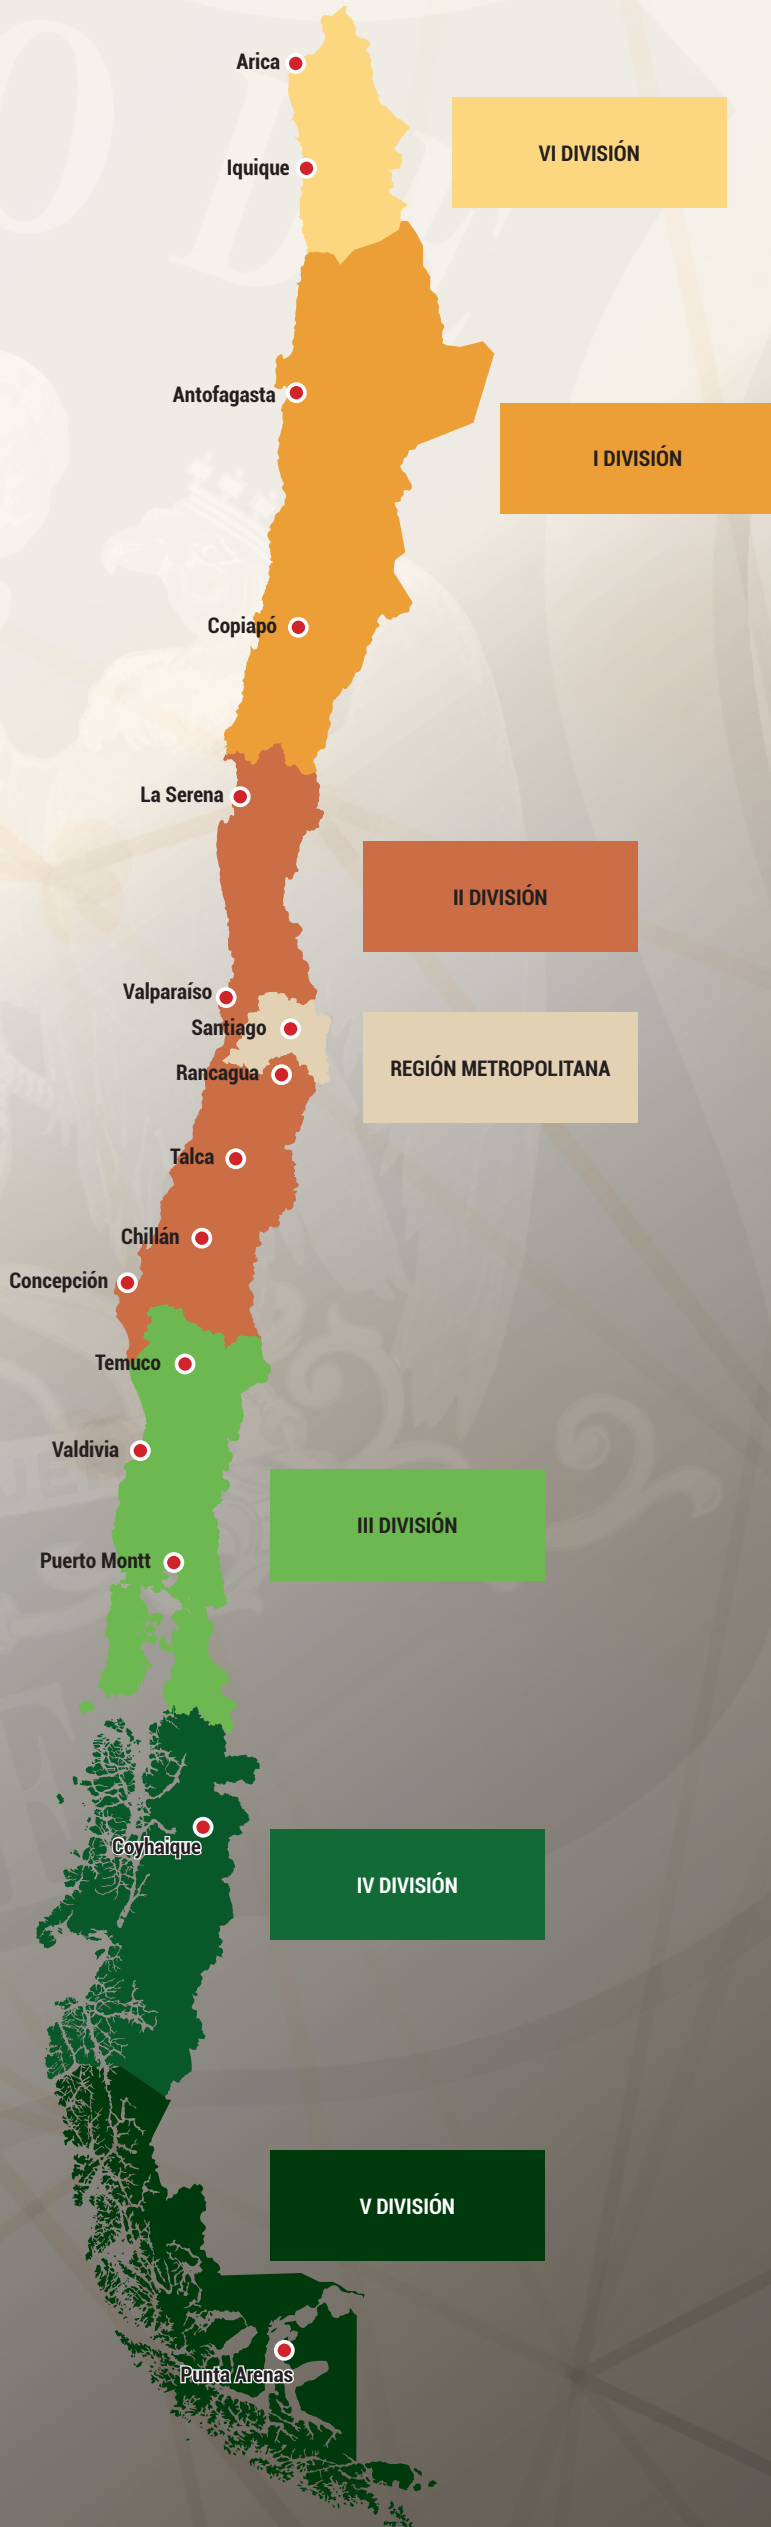 Arica
VI DIVISIÓN
Iquique
Antofagasta
I DIVISIÓN
Copiapó
La Serena
II DIVISIÓN
Valparaíso
Santiago
REGIÓN METROPOLITANA
Rancagua
Talca
Chillán
Concepción
Temuco
Valdivia
III DIVISIÓN
Puerto Montt
Coyhaique
IV DIVISIÓN
V DIVISIÓN
Punta Arenas